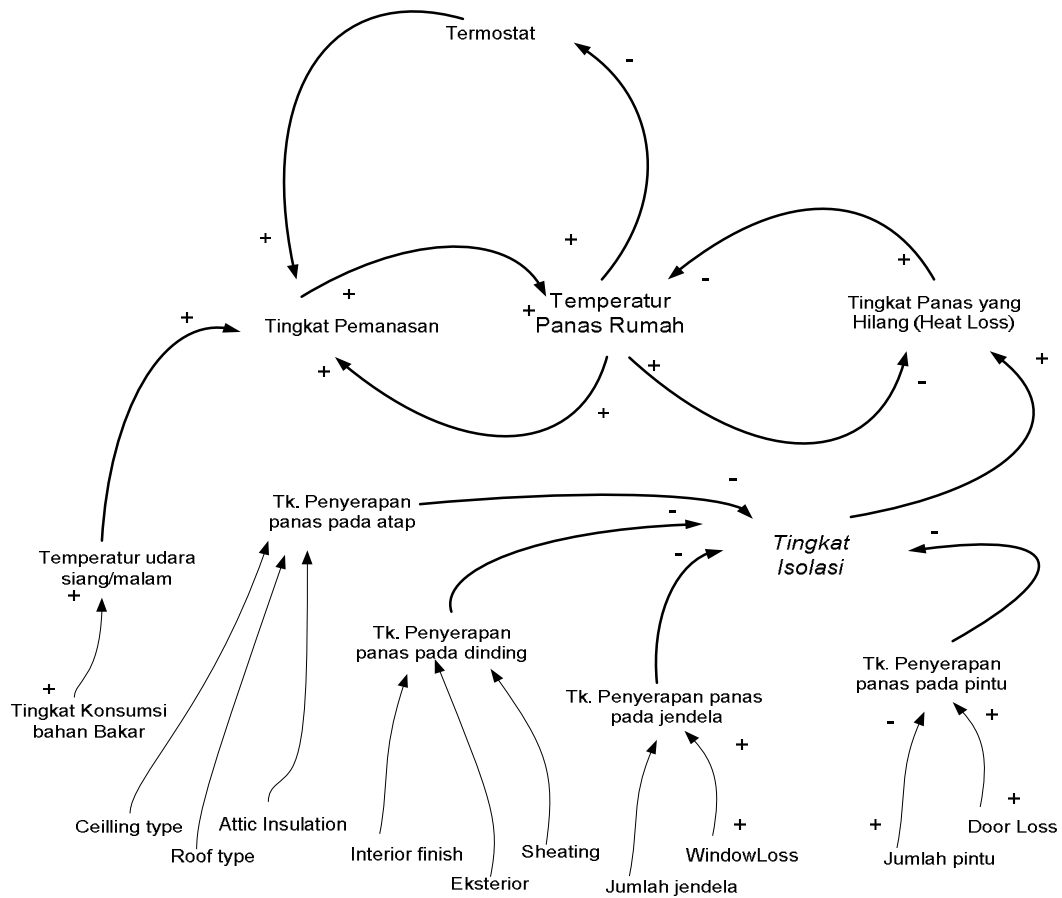 Termostat
-
+
+
+
-
+
Temperatur
Panas Rumah
Tingkat Panas yang
Hilang (Heat Loss)
+
+
Tingkat Pemanasan
+
+
+
-
+
-
Tk. Penyerapan
panas pada atap
-
-
-
Tingkat
Isolasi
Temperatur udara
siang/malam
+
Tk. Penyerapan
panas pada dinding
Tk. Penyerapan
panas pada pintu
+
Tingkat Konsumsi
bahan Bakar
Tk. Penyerapan panas
pada jendela
-
+
+
Ceilling type
Attic Insulation
Roof type
Interior finish
Sheating
Eksterior
+
WindowLoss
Jumlah jendela
+
+
Door Loss
Jumlah pintu